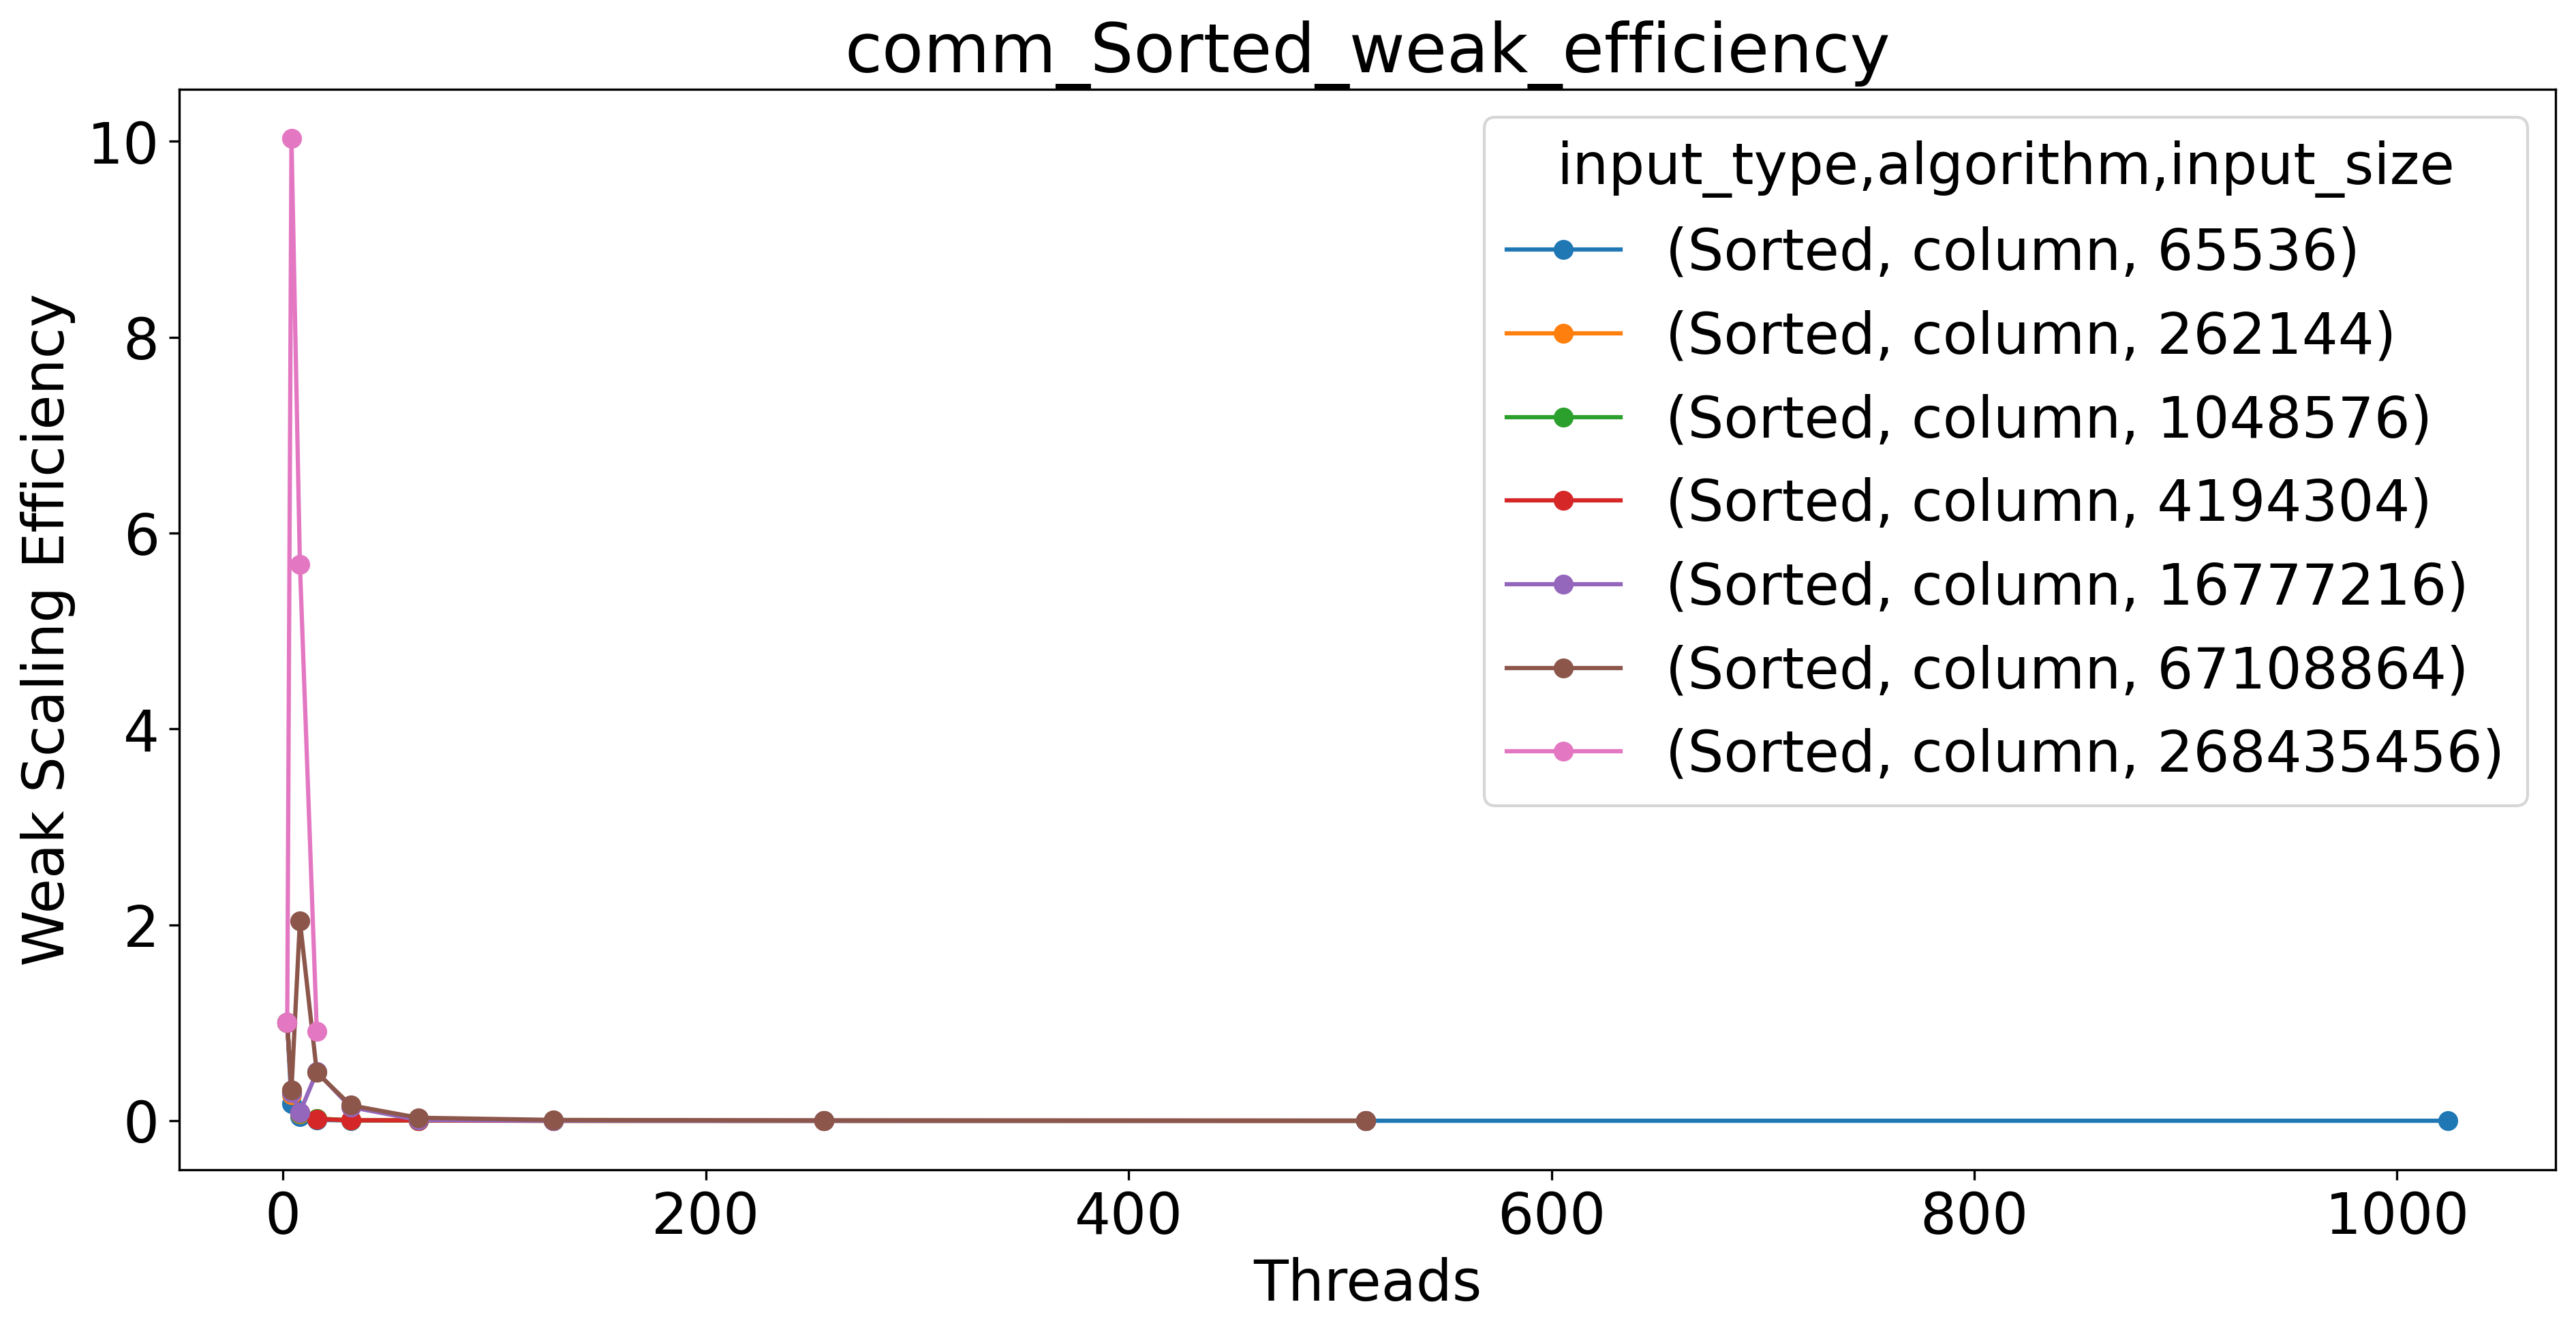 comm_Sorted_weak_efficiency
10
8
6
4
2
0
Weak Scaling Efficiency
input_type,algorithm,input_size
(Sorted, column, 65536)
(Sorted, column, 262144)
(Sorted, column, 1048576)
(Sorted, column, 4194304)
(Sorted, column, 16777216)
(Sorted, column, 67108864)
(Sorted, column, 268435456)
0 200 400 600 800 1000
Threads